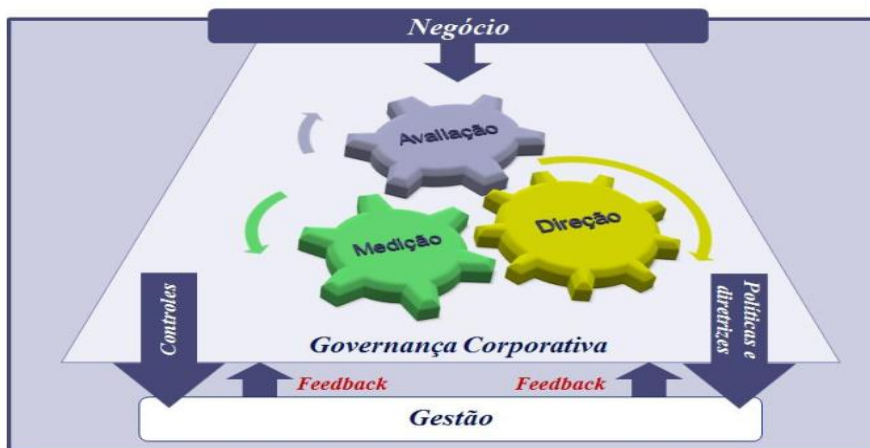 Negócio
Avaliação
Medição
Direção
Controles
Políticas e
diretrizes
Governança Corporativa
Feedback
Feedback
Gestão